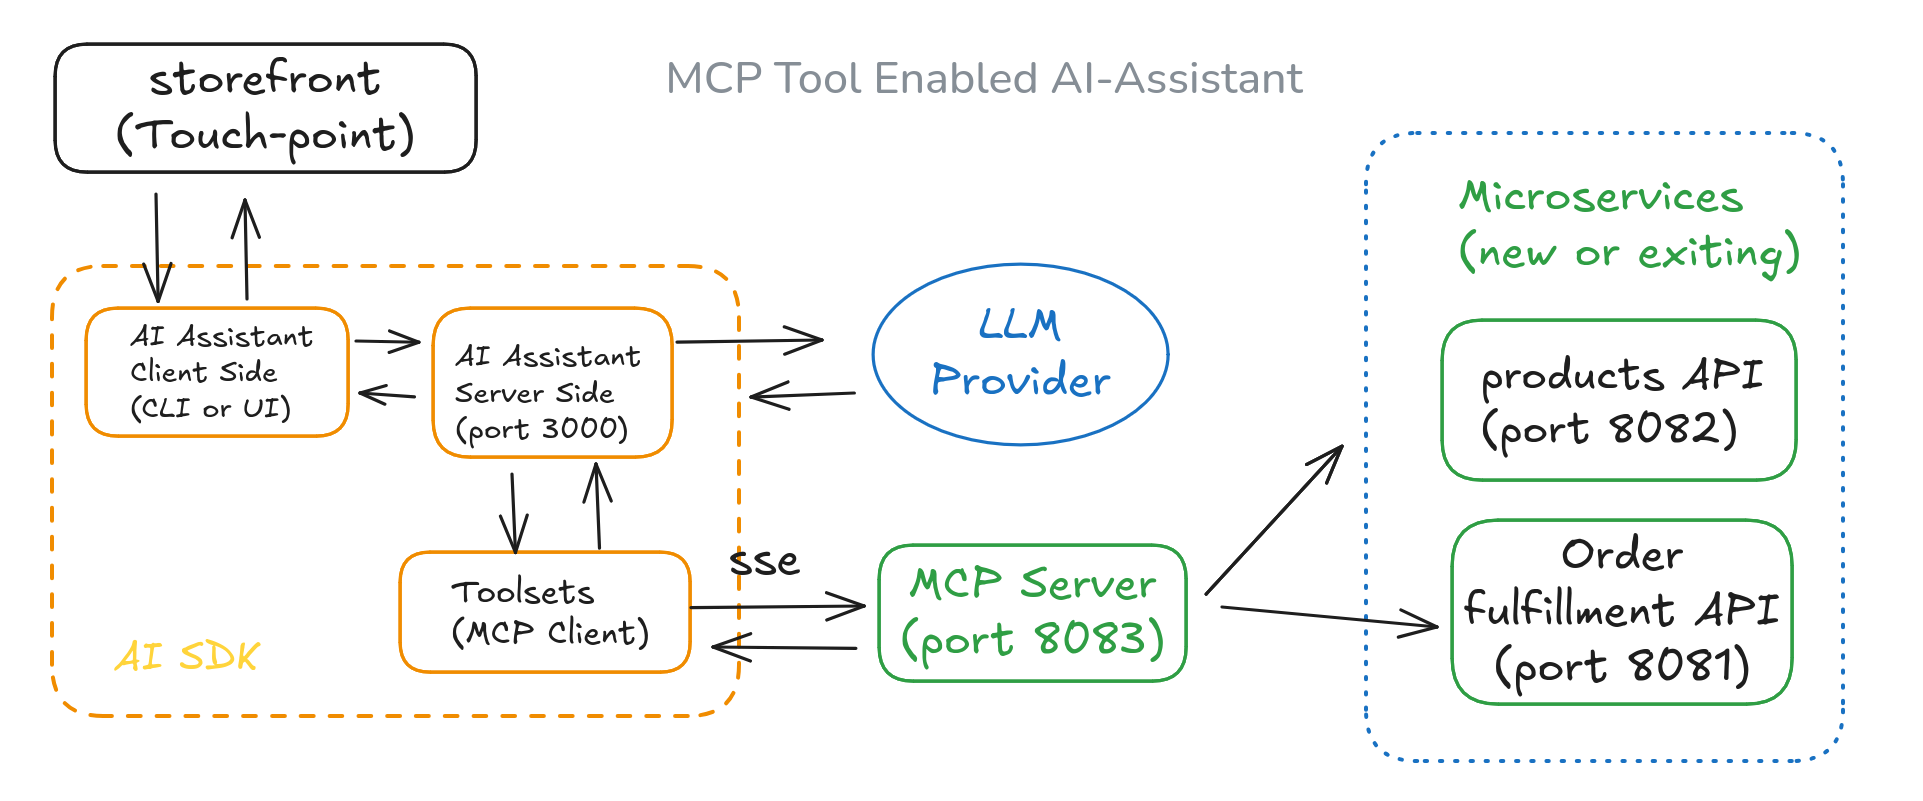 storefront
(Touch-point)
MCP Tool Enabled AI-Assistant
AI Assistant
Client Side
(CLI or UI)
AI Assistant
Server Side
(port 3000)
LLM
Provider
Toolsets
(MCP Client)
AI SDK
sse
MCP Server
(port 8083)
Microservices
(new or exiting)
products API
(port 8082)
Order
fulfillment API
(port 8081)